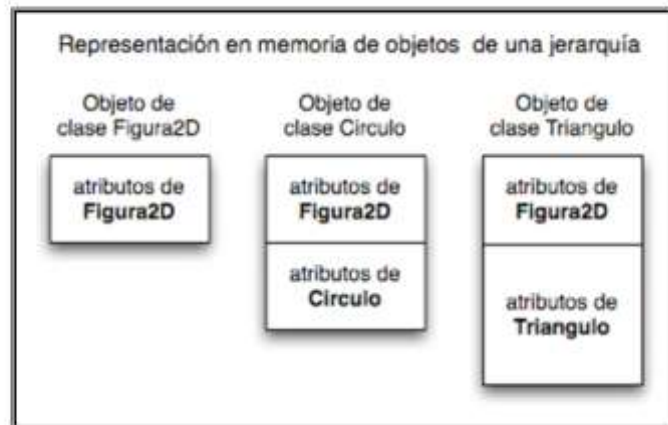 Representación en memoria de objetos de una jerarquía
Objeto de
clase Figura2D
atributos de
Figura2D
Objeto de
clase Circulo
atributos de
Figura2D
atributos de
Circulo
Objeto de
clase Triangulo
atributos de
Figura2D
atributos de
Triangulo